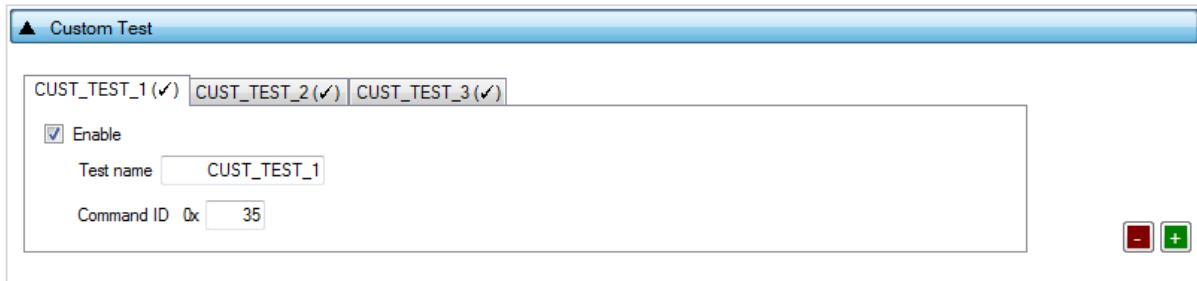 ▲ Custom Test
CUST_TEST_1 (✓) CUST_TEST_2 (✓) CUST_TEST_3 (✓)
Enable
Test name CUST_TEST_1
Command ID 0x 35
- +